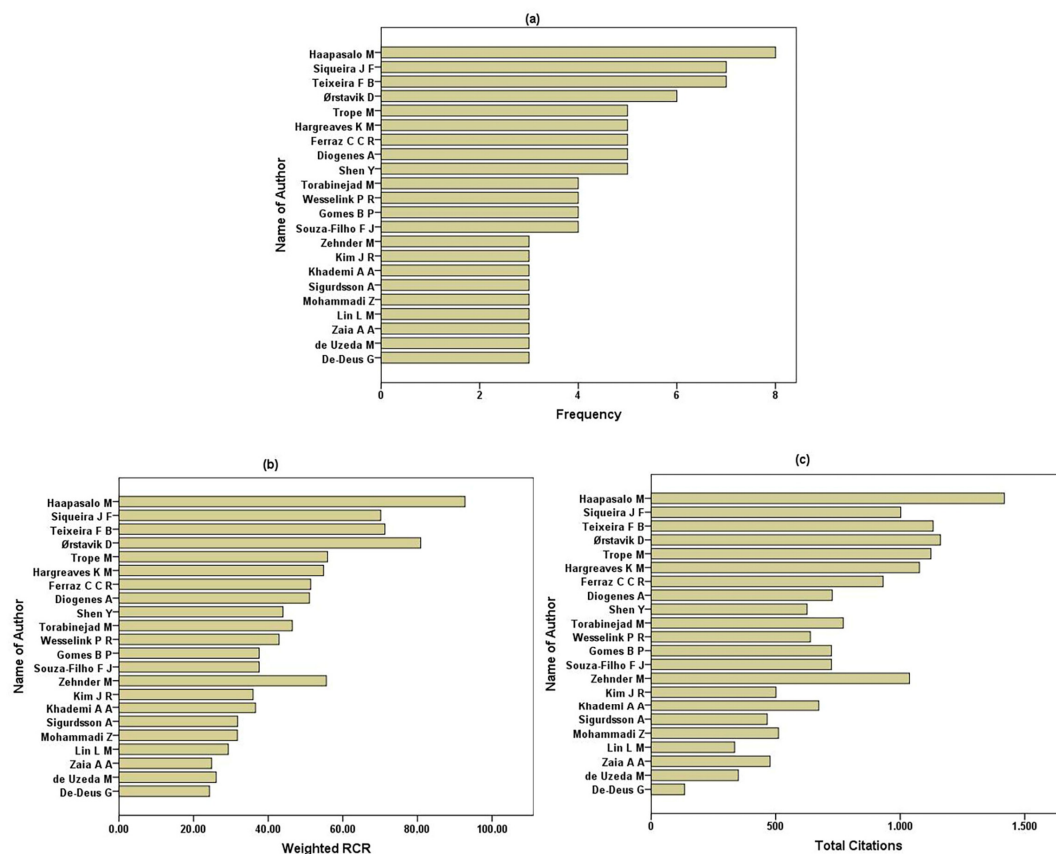 (a)
Name of Author
Haapasalo M
Siqueira J F
Teixeira F B
Ørstavik D
Trope M
Hargreaves K M
Ferraz C C R
Diogenes A
Shen Y
Torabinejad M
Wesselink P R
Gomes B P
Souza-Filho F J
Zehnder M
Kim J R
Khademi A A
Sigurdsson A
Mohammadi Z
Lin L M
Zaia A A
de Uzeda M
De-Deus G
0 2 4 6 8
Frequency
(b)
Name of Author
Haapasalo M
Siqueira J F
Teixeira F B
Ørstavik D
Trope M
Hargreaves K M
Ferraz C C R
Diogenes A
Shen Y
Torabinejad M
Wesselink P R
Gomes B P
Souza-Filho F J
Zehnder M
Kim J R
Khademi A A
Sigurdsson A
Mohammadi Z
Lin L M
Zaia A A
de Uzeda M
De-Deus G
0.00 20.00 40.00 60.00 80.00 100.00
Weighted RCR
(c)
Name of Author
Haapasalo M
Siqueira J F
Teixeira F B
Ørstavik D
Trope M
Hargreaves K M
Ferraz C C R
Diogenes A
Shen Y
Torabinejad M
Wesselink P R
Gomes B P
Souza-Filho F J
Zehnder M
Kim J R
Khademi A A
Sigurdsson A
Mohammadi Z
Lin L M
Zaia A A
de Uzeda M
De-Deus G
0 500 1.000 1.500
Total Citations